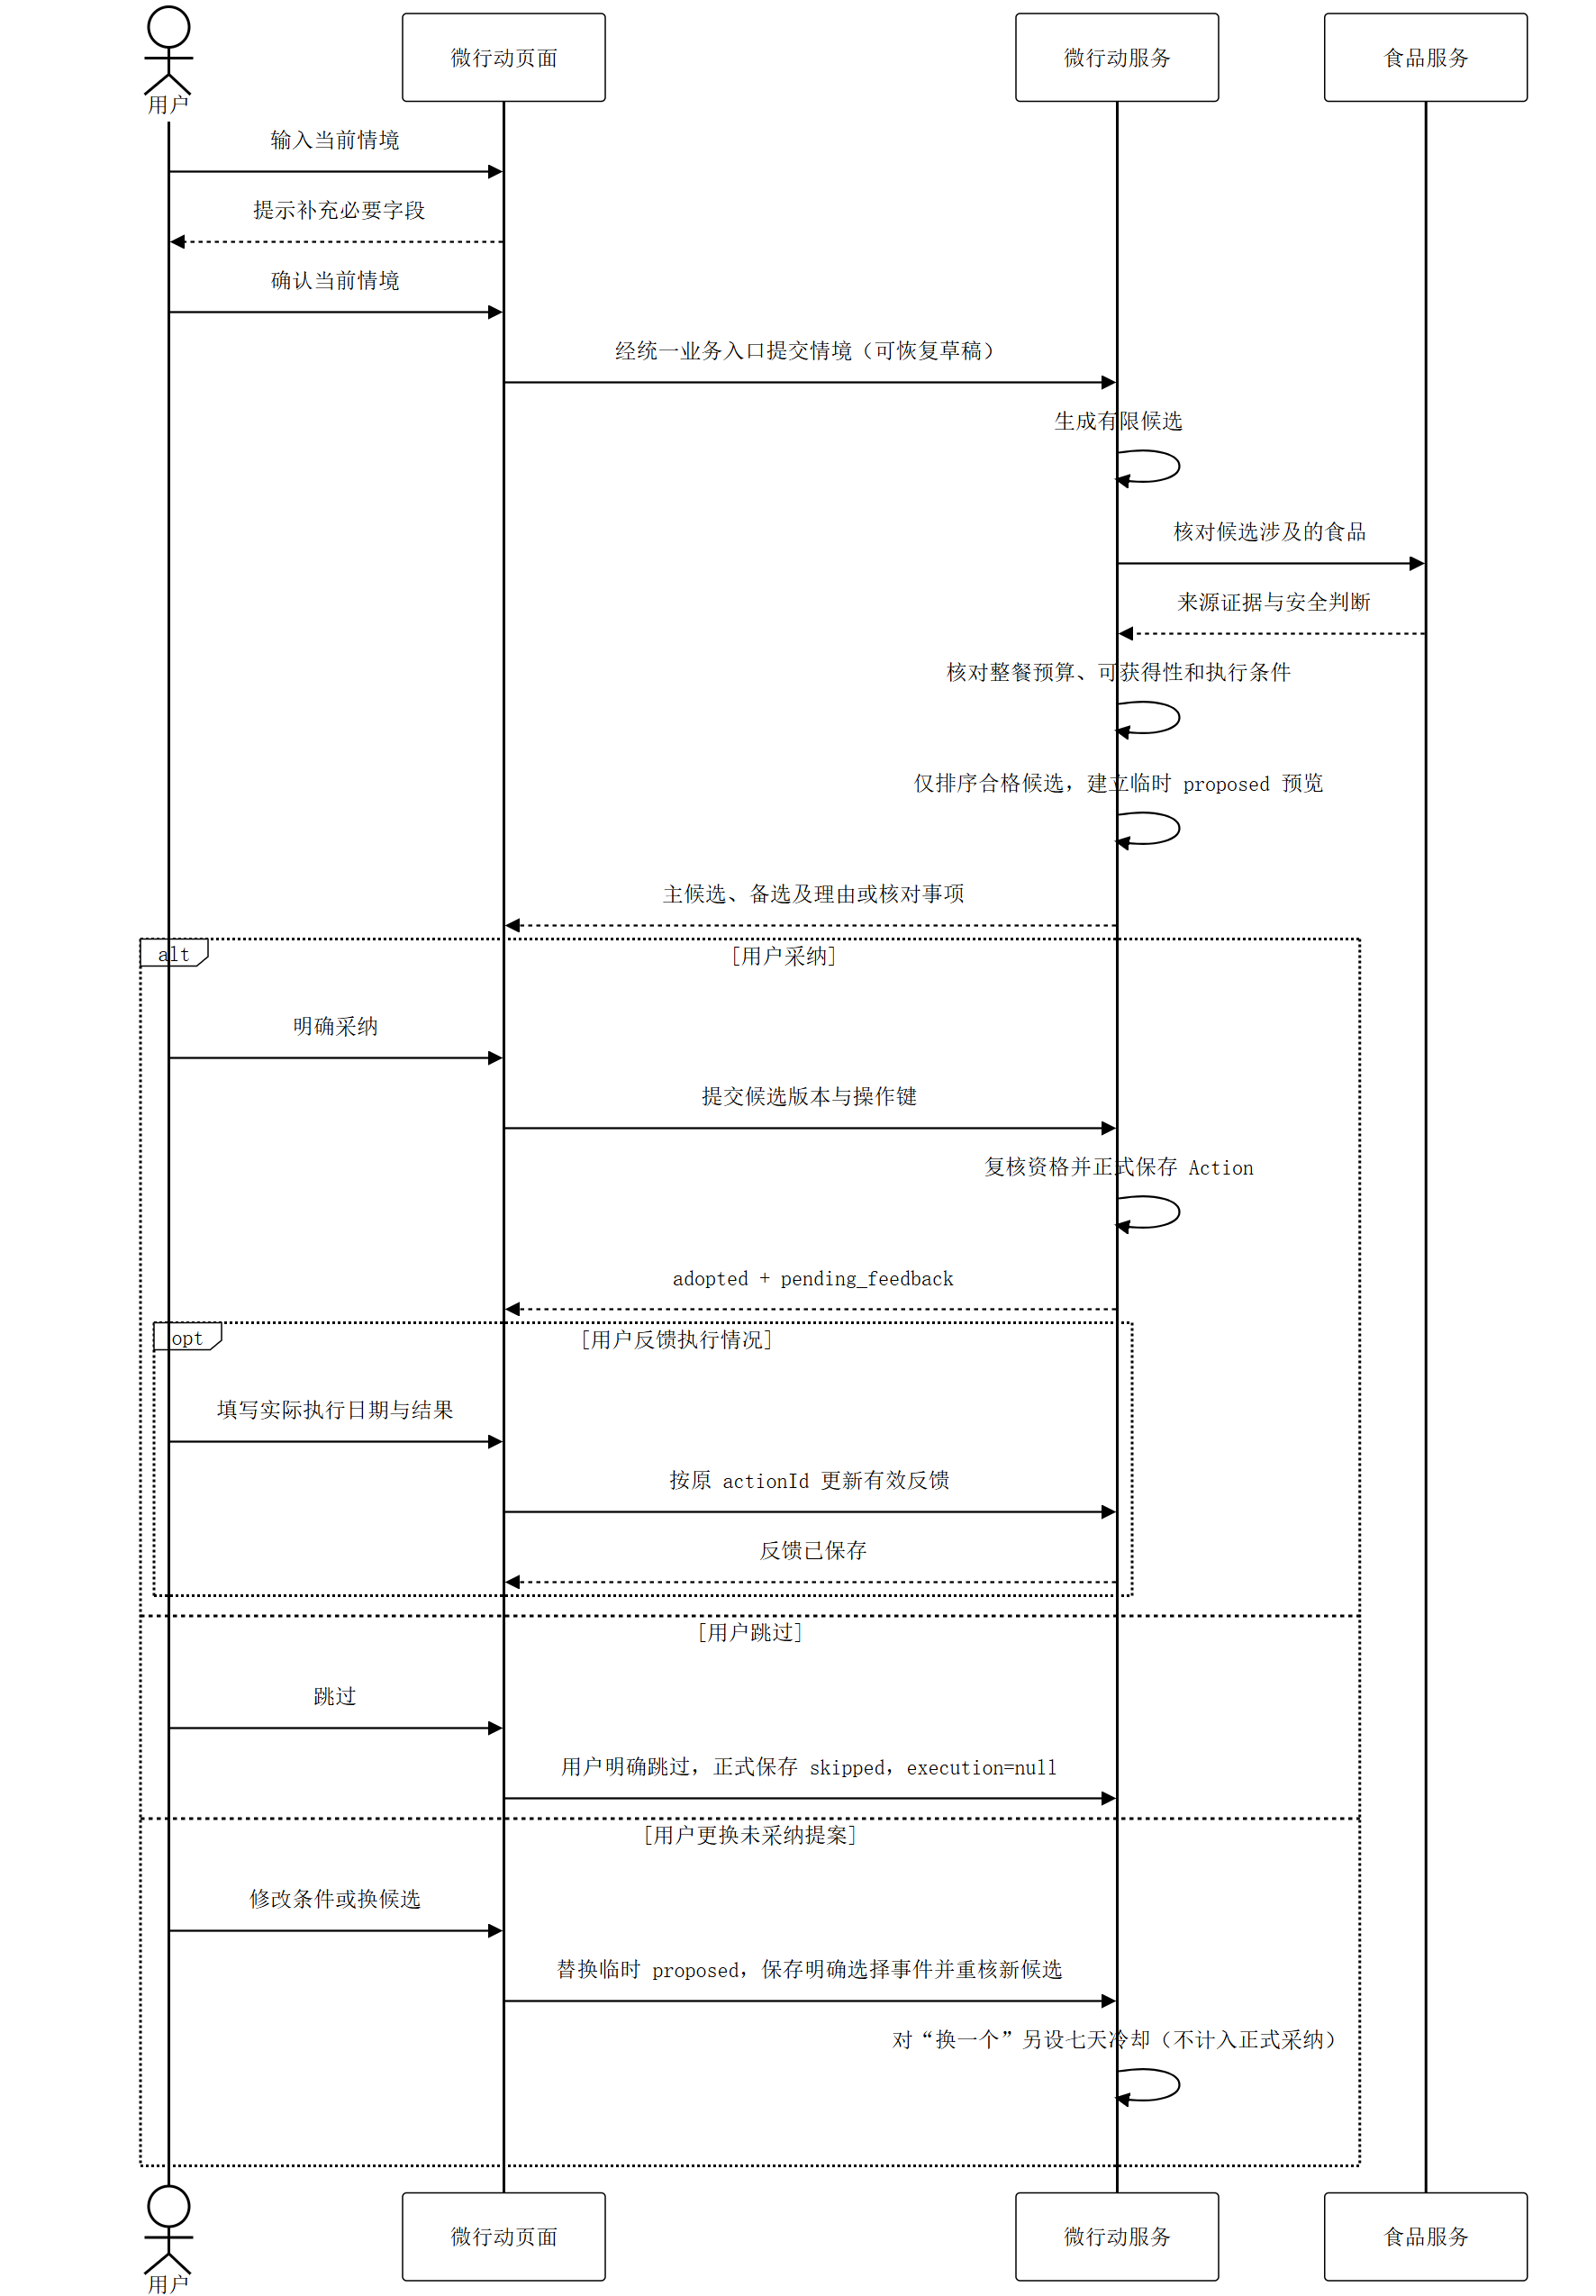 用户
微行动页面
微行动服务
食品服务
输入当前情境
提示补充必要字段
确认当前情境
经统一业务入口提交情境（可恢复草稿）
生成有限候选
核对候选涉及的食品
来源证据与安全判断
核对整餐预算、可获得性和执行条件
仅排序合格候选，建立临时 proposed 预览
主候选、备选及理由或核对事项
alt
[用户采纳]
明确采纳
提交候选版本与操作键
复核资格并正式保存 Action
adopted + pending_feedback
opt
[用户反馈执行情况]
填写实际执行日期与结果
按原 actionId 更新有效反馈
反馈已保存
[用户跳过]
跳过
用户明确跳过，正式保存 skipped，execution=null
[用户更换未采纳提案]
修改条件或换候选
替换临时 proposed，保存明确选择事件并重核新候选
对“换一个”另设七天冷却（不计入正式采纳）
用户
微行动页面
微行动服务
食品服务